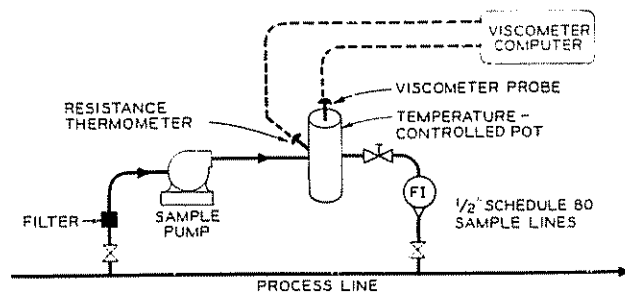 VISCOMETER
COMPUTER
VISCOMETER PROBE
RESISTANCE
THERMOMETER
TEMPERATURE -
CONTROLLED POT
FI
1/2" SCHEDULE 80
SAMPLE LINES
FILTER
SAMPLE
PUMP
PROCESS LINE